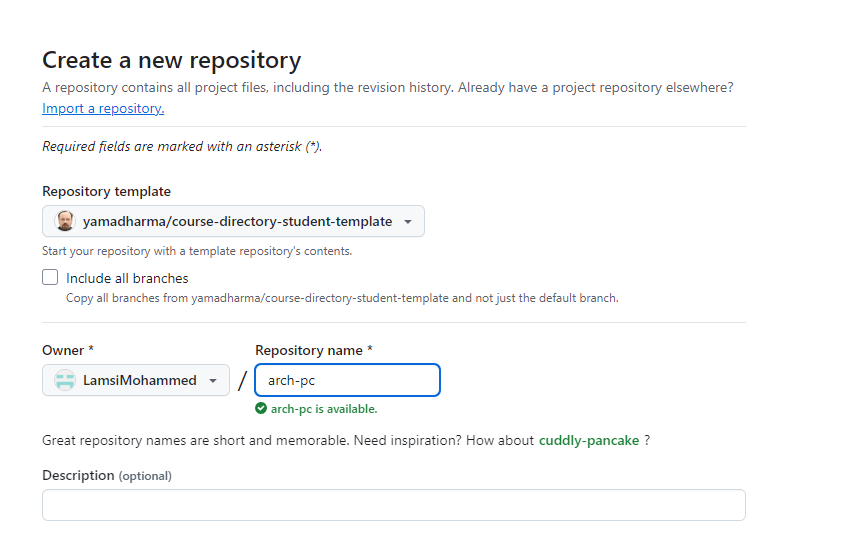 Create a new repository
A repository contains all project files, including the revision history. Already have a project repository elsewhere?
Import a repository.
Required fields are marked with an asterisk (*).
Repository template
yamadharma/course-directory-student-template
Start your repository with a template repository's contents.
Include all branches
Copy all branches from yamadharma/course-directory-student-template and not just the default branch.
Owner * Repository name *
LamsiMohammed / arch-pc
arch-pc is available.
Great repository names are short and memorable. Need inspiration? How about cuddly-pancake ?
Description (optional)